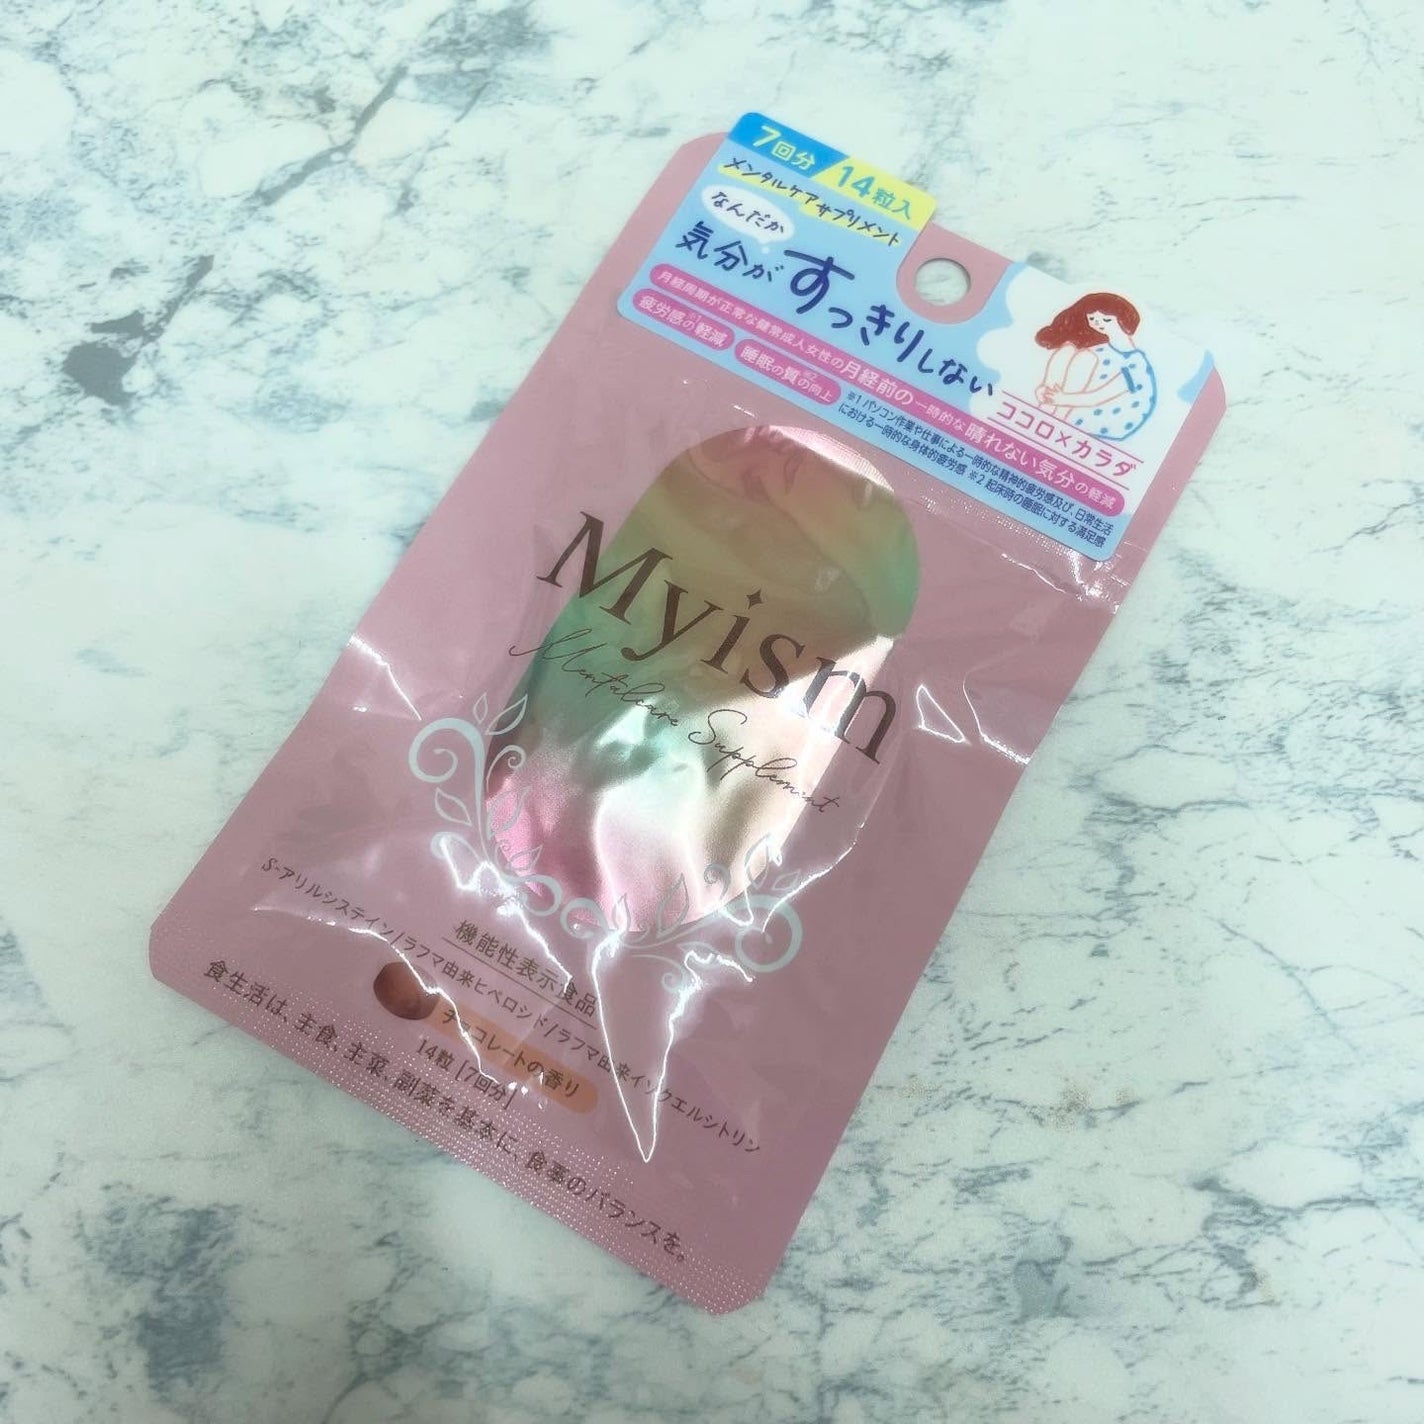 7回分
14粒入
メンタルケアサプリメント
なんだか
気分がすっきりしない
ココロ×カラダ
月経周期が正常な健常成人女性の月経前の一時的な晴れない気分の軽減
疲労感※1の軽減
睡眠の質※2の向上
※1 パソコン作業や仕事による一時的な精神的疲労感及び、日常生活
における一時的な身体的疲労感 ※2 起床時の睡眠に対する満足感
Myism
Mentalcare Supplement
機能性表示食品
S-アリルシステイン/ラフマ由来ヒペロシド/ラフマ由来イソクエルシトリン
チョコレートの香り
14粒 [7回分]
食生活は、主食、主菜、副菜を基本に、食事のバランスを。